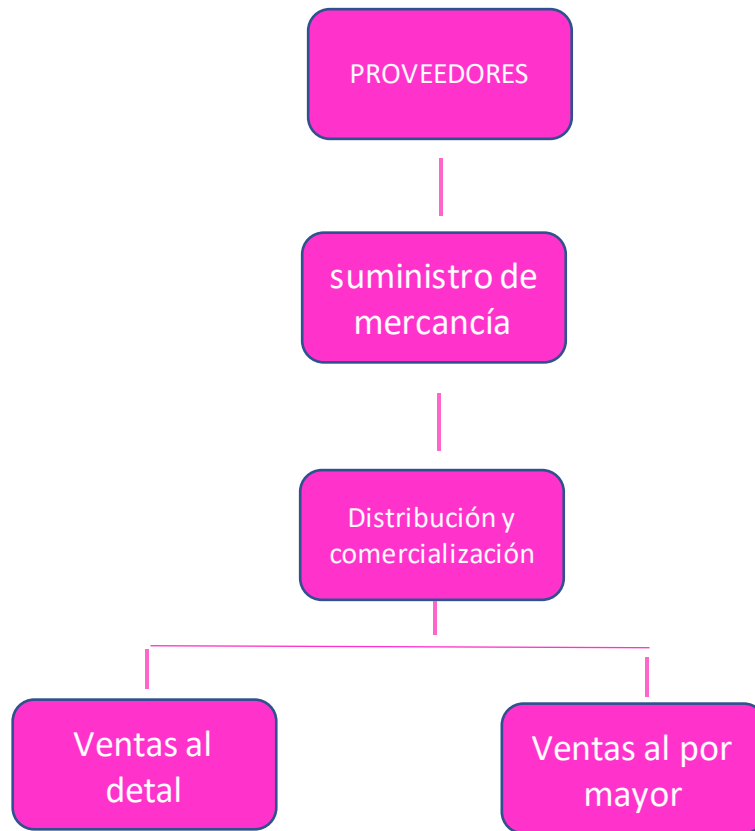 PROVEEDORES
suministro de
mercancía
Distribución y
comercialización
Ventas al
detal
Ventas al por
mayor